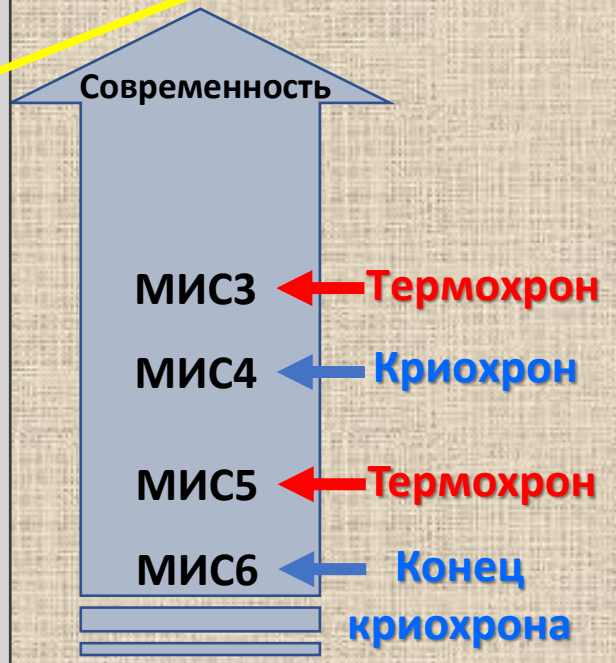 Современность
МИС3 Термохрон
МИС4 Криохрон
МИС5 Термохрон
МИС6 Конец
криохрона